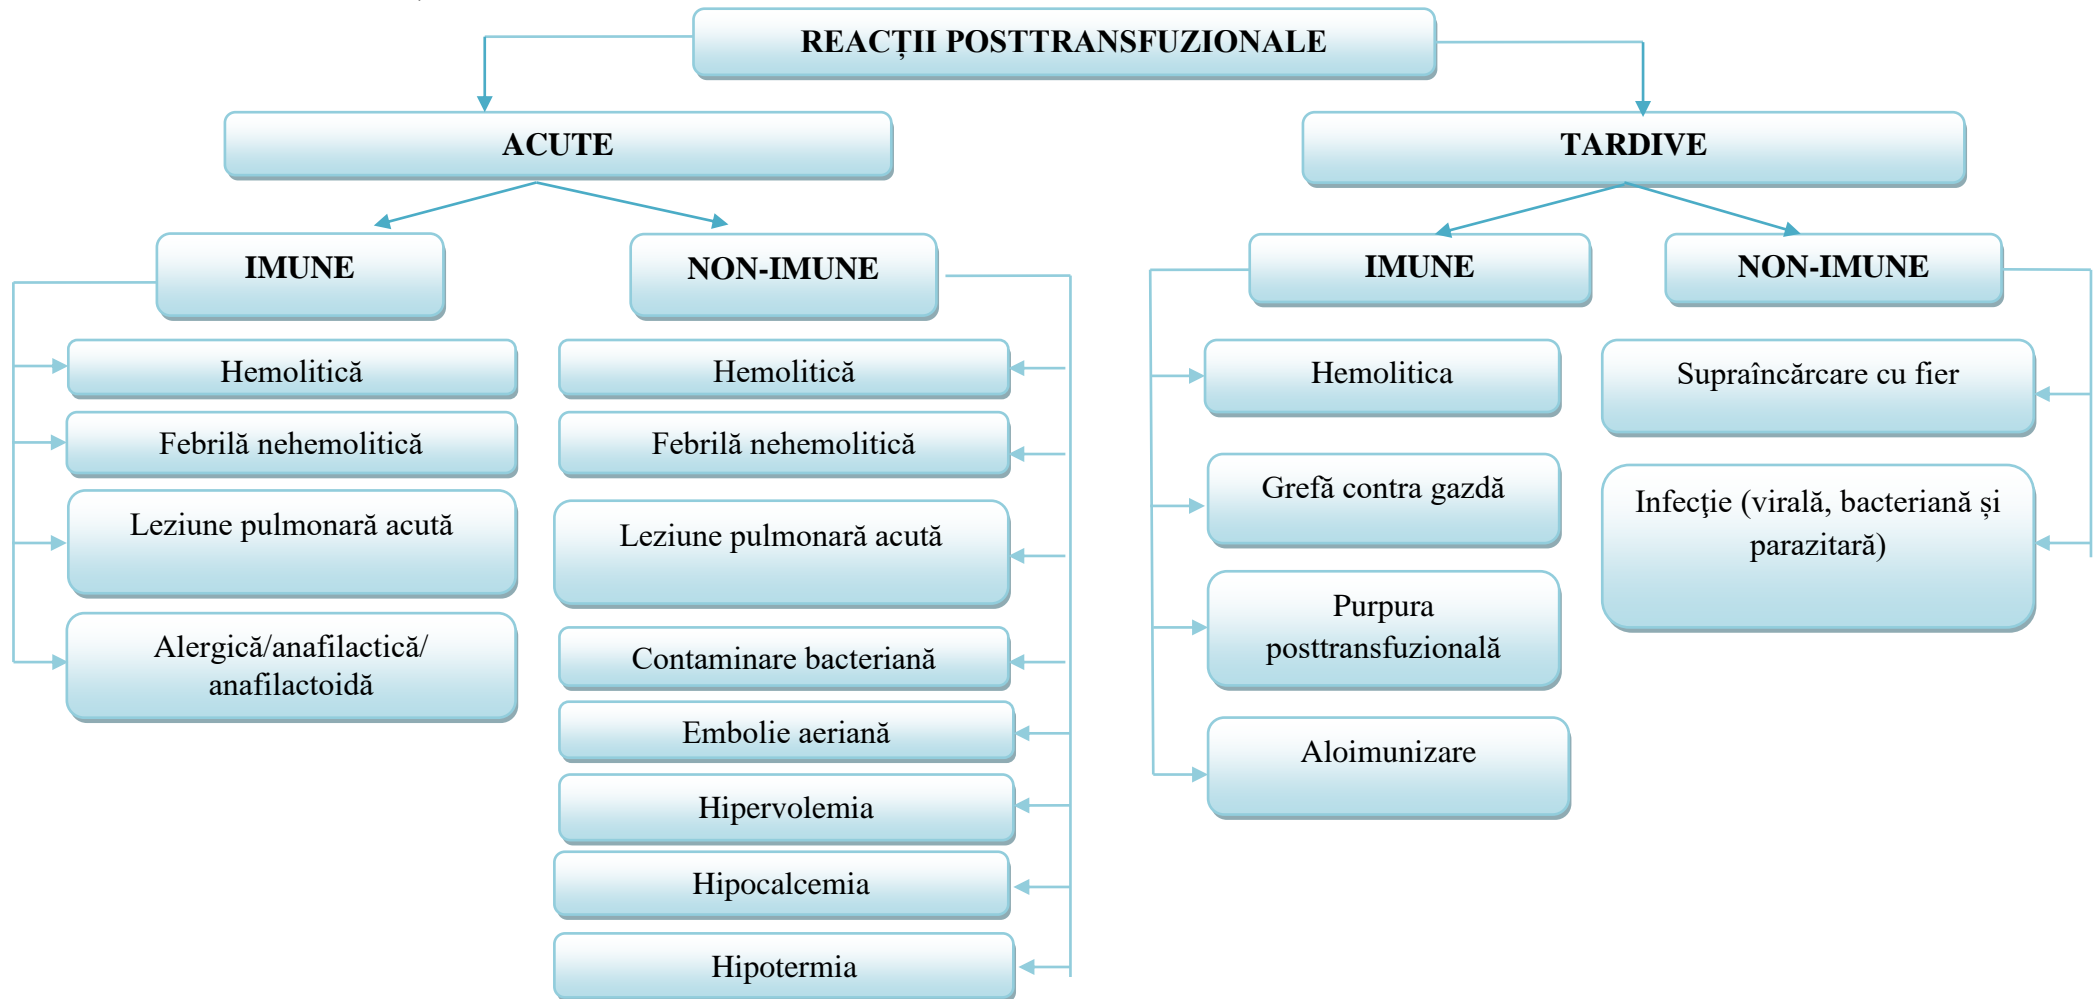 REACȚII POSTTRANSFUZIONALE
ACUTE
TARDIVE
IMUNE
NON-IMUNE
IMUNE
NON-IMUNE
Hemolitică
Febrilă nehemolitică
Leziune pulmonară acută
Alergică/anafilactică/
anafilactoidă
Hemolitică
Febrilă nehemolitică
Leziune pulmonară acută
Contaminare bacteriană
Embolie aeriană
Hipervolemia
Hipocalcemia
Hipotermia
Hemolitica
Grefă contra gazdă
Purpura
posttransfuzională
Aloimunizare
Supraîncărcare cu fier
Infecţie (virală, bacteriană și
parazitară)